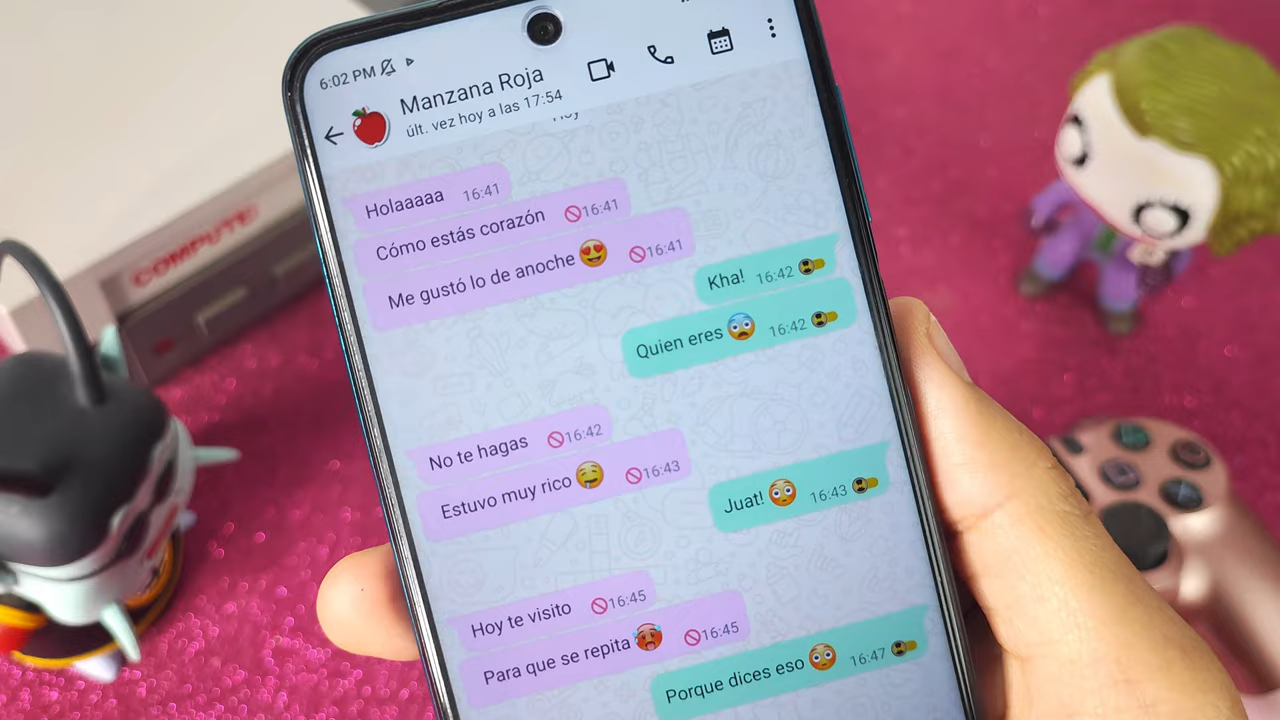 6:02 PM
Manzana Roja
últ. vez hoy a las 17:54
Holaaaaa 16:41
Cómo estás corazón 16:41
Me gustó lo de anoche 😍 16:41
Kha! 16:42
Quien eres 😨 16:42
No te hagas 16:42
Estuvo muy rico 🤤 16:43
Juat! 😳 16:43
Hoy te visito 16:45
Para que se repita 🥵 16:45
Porque dices eso 😳 16:47
COMPUTE